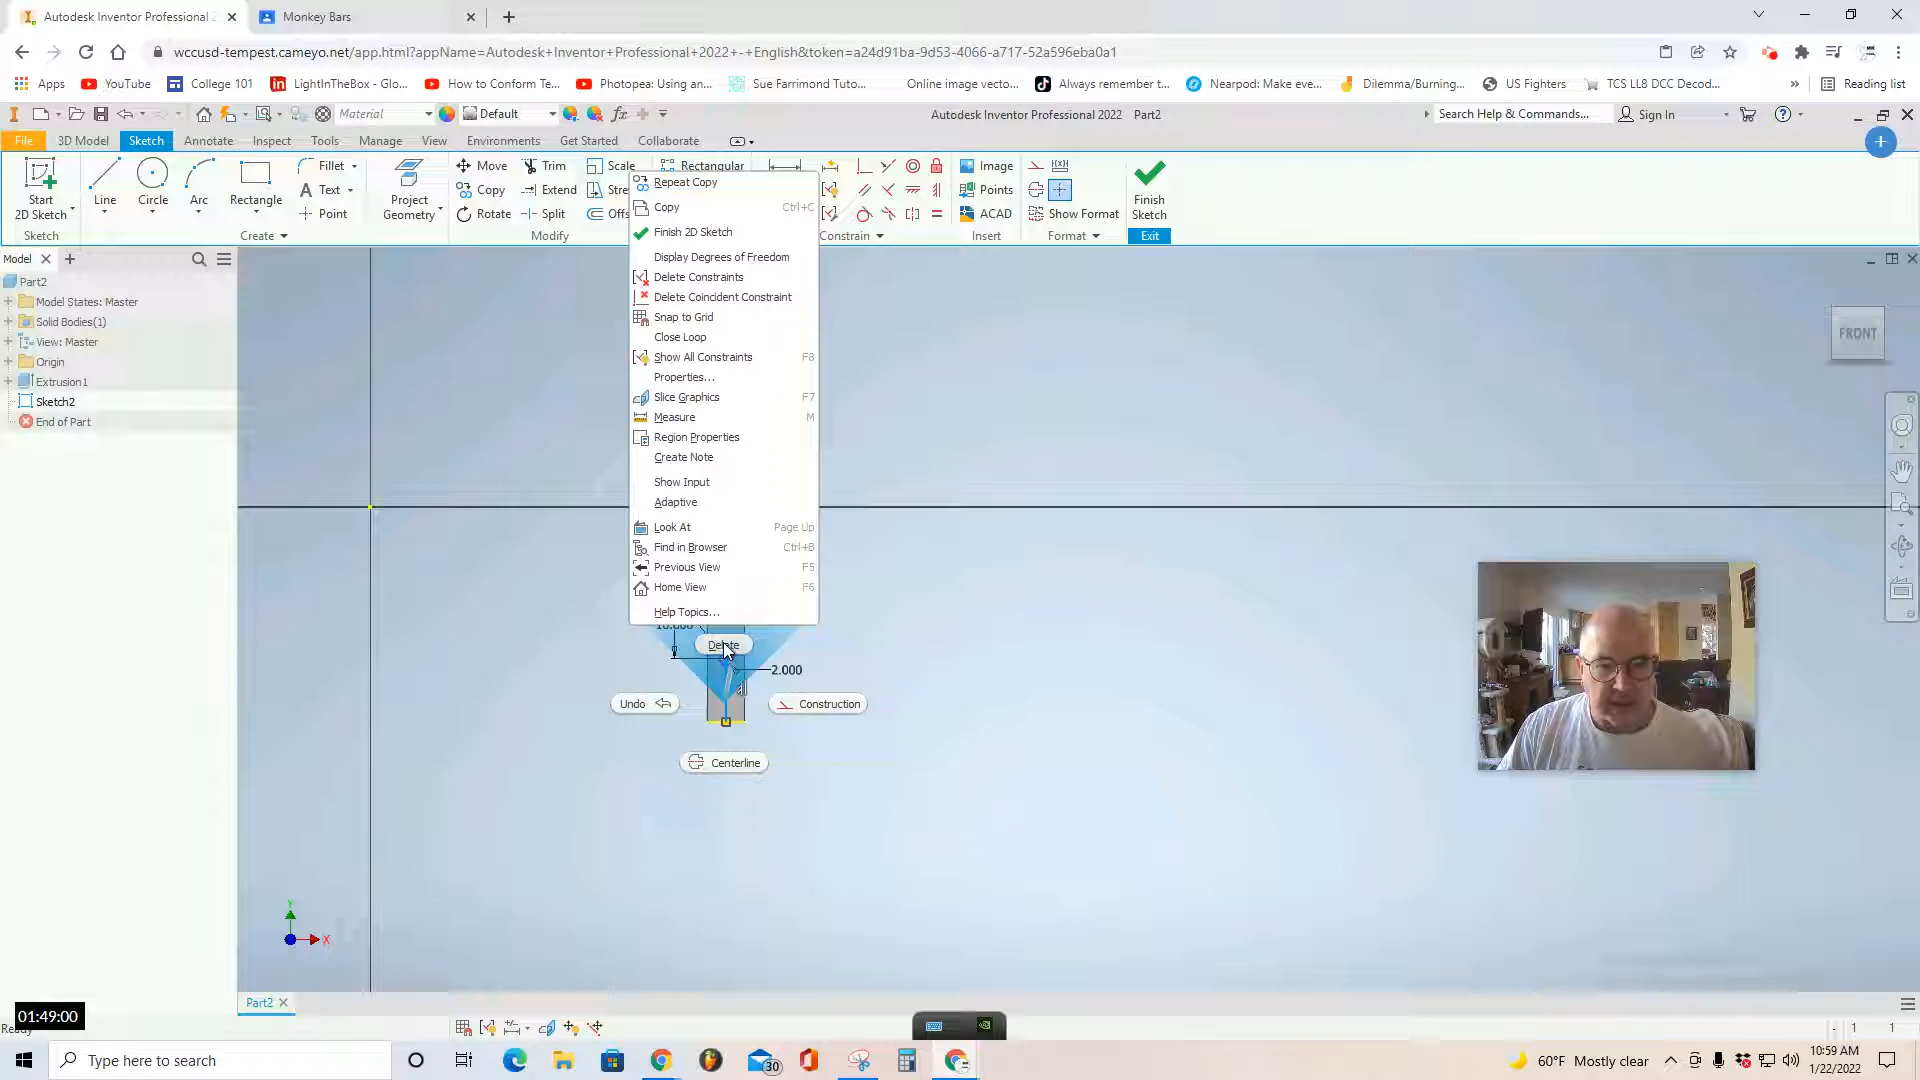 Autodesk Inventor Professional 2
Monkey Bars
wccusd-tempest.cameyo.net/app.html?appName=Autodesk+Inventor+Professional+2022+-+English&token=a24d91ba-9d53-4066-a717-52a596eba0a1
Apps
YouTube
College 101
LightInTheBox - Glo...
How to Conform Te...
Photopea: Using an...
Sue Farrimond Tuto...
Online image vecto...
Always remember t...
Nearpod: Make eve...
Dilemma/Burning...
US Fighters
TCS LL8 DCC Decod...
»
Reading list
Material
Default
fx
Autodesk Inventor Professional 2022 Part2
Search Help & Commands...
Sign In
File
3D Model
Sketch
Annotate
Inspect
Tools
Manage
View
Environments
Get Started
Collaborate
Start
2D Sketch
Line
Circle
Arc
Rectangle
Fillet
Text
Point
Project
Geometry
Move
Copy
Rotate
Trim
Extend
Split
Scale
Stre
Offs
Rectangular
Image
Points
ACAD
Show Format
Finish
Sketch
Sketch
Create
Modify
Constrain
Insert
Format
Exit
Model
Part2
Model States: Master
Solid Bodies(1)
View: Master
Origin
Extrusion1
Sketch2
End of Part
Repeat Copy
Copy Ctrl+C
Finish 2D Sketch
Display Degrees of Freedom
Delete Constraints
Delete Coincident Constraint
Snap to Grid
Close Loop
Show All Constraints F8
Properties...
Slice Graphics F7
Measure M
Region Properties
Create Note
Show Input
Adaptive
Look At Page Up
Find in Browser Ctrl+B
Previous View F5
Home View F6
Help Topics...
Delete
2.000
Undo
Construction
Centerline
FRONT
Y
X
Part2
01:49:00
Ready
1 1
Type here to search
30
60°F Mostly clear
10:59 AM
1/22/2022